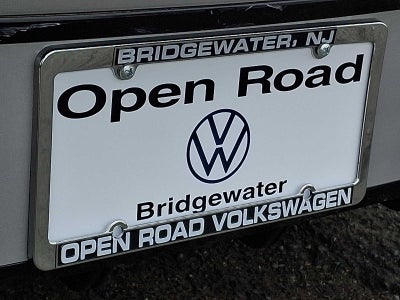 BRIDGEWATER, NJ
Open Road
Bridgewater
OPEN ROAD VOLKSWAGEN